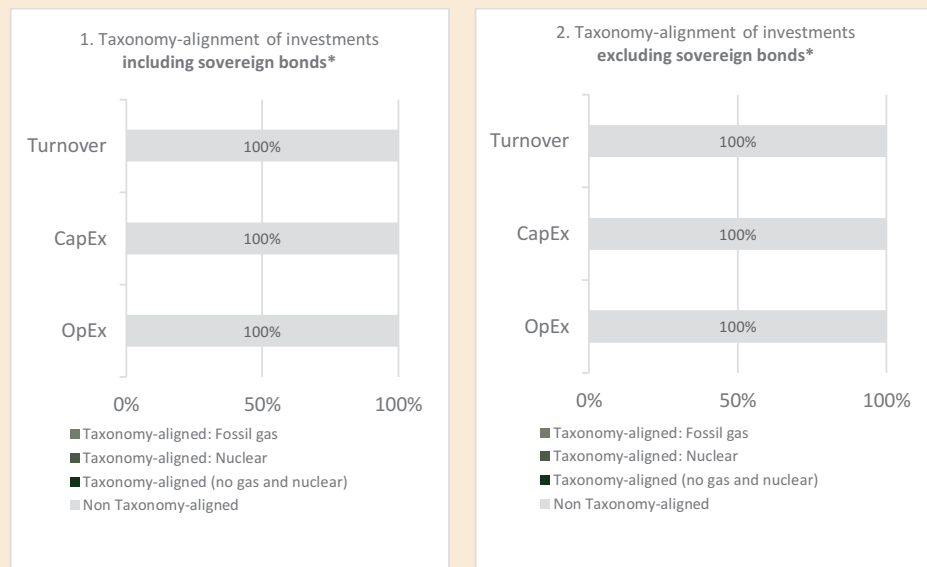 1. Taxonomy-alignment of investments
including sovereign bonds*
Turnover
100%
CapEx
100%
OpEx
100%
0%
50%
100%
Taxonomy-aligned: Fossil gas
Taxonomy-aligned: Nuclear
Taxonomy-aligned (no gas and nuclear)
Non Taxonomy-aligned
2. Taxonomy-alignment of investments
excluding sovereign bonds*
Turnover
100%
CapEx
100%
OpEx
100%
0%
50%
100%
Taxonomy-aligned: Fossil gas
Taxonomy-aligned: Nuclear
Taxonomy-aligned (no gas and nuclear)
Non Taxonomy-aligned